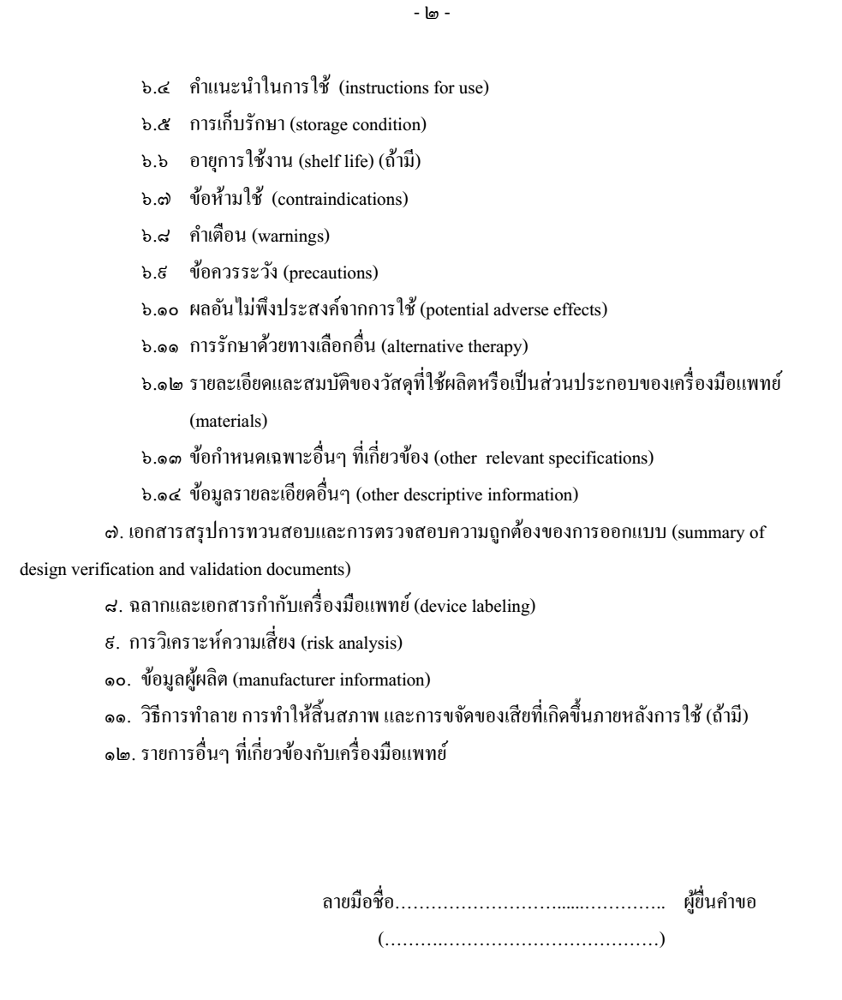 - ๒ -
๖.๔ คำแนะนำในการใช้ (instructions for use)
๖.๕ การเก็บรักษา (storage condition)
๖.๖ อายุการใช้งาน (shelf life) (ถ้ามี)
๖.๗ ข้อห้ามใช้ (contraindications)
๖.๘ คำเตือน (warnings)
๖.๙ ข้อควรระวัง (precautions)
๖.๑๐ ผลอันไม่พึงประสงค์จากการใช้ (potential adverse effects)
๖.๑๑ การรักษาด้วยทางเลือกอื่น (alternative therapy)
๖.๑๒ รายละเอียดและสมบัติของวัสดุที่ใช้ผลิตหรือเป็นส่วนประกอบของเครื่องมือแพทย์
(materials)
๖.๑๓ ข้อกำหนดเฉพาะอื่นๆ ที่เกี่ยวข้อง (other relevant specifications)
๖.๑๔ ข้อมูลรายละเอียดอื่นๆ (other descriptive information)
๗. เอกสารสรุปการทวนสอบและการตรวจสอบความถูกต้องของการออกแบบ (summary of
design verification and validation documents)
๘. ฉลากและเอกสารกำกับเครื่องมือแพทย์ (device labeling)
๙. การวิเคราะห์ความเสี่ยง (risk analysis)
๑๐. ข้อมูลผู้ผลิต (manufacturer information)
๑๑. วิธีการทำลาย การทำให้สิ้นสภาพ และการขจัดของเสียที่เกิดขึ้นภายหลังการใช้ (ถ้ามี)
๑๒. รายการอื่นๆ ที่เกี่ยวข้องกับเครื่องมือแพทย์
ลายมือชื่อ………………………......………….. ผู้ยื่นคำขอ
(……….………………………………)